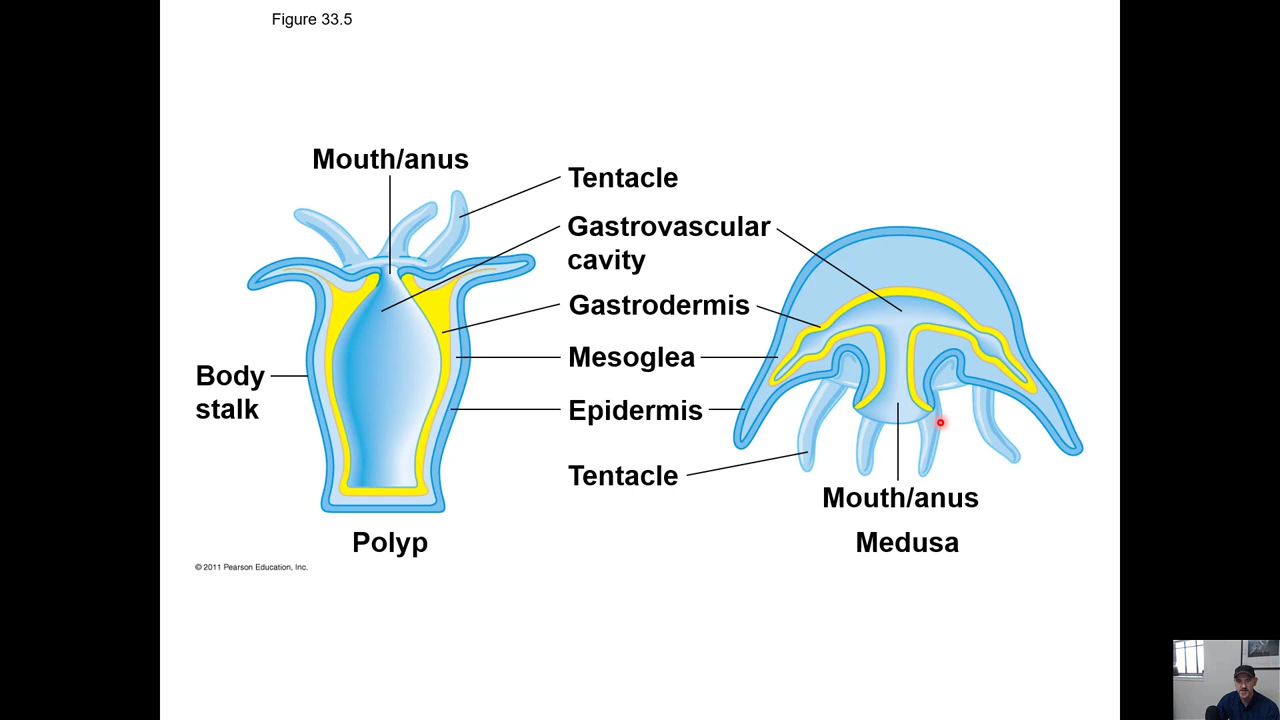 Figure 33.5
Mouth/anus
Tentacle
Gastrovascular
cavity
Gastrodermis
Mesoglea
Body
stalk
Epidermis
Tentacle
Mouth/anus
Polyp
Medusa
© 2011 Pearson Education, Inc.